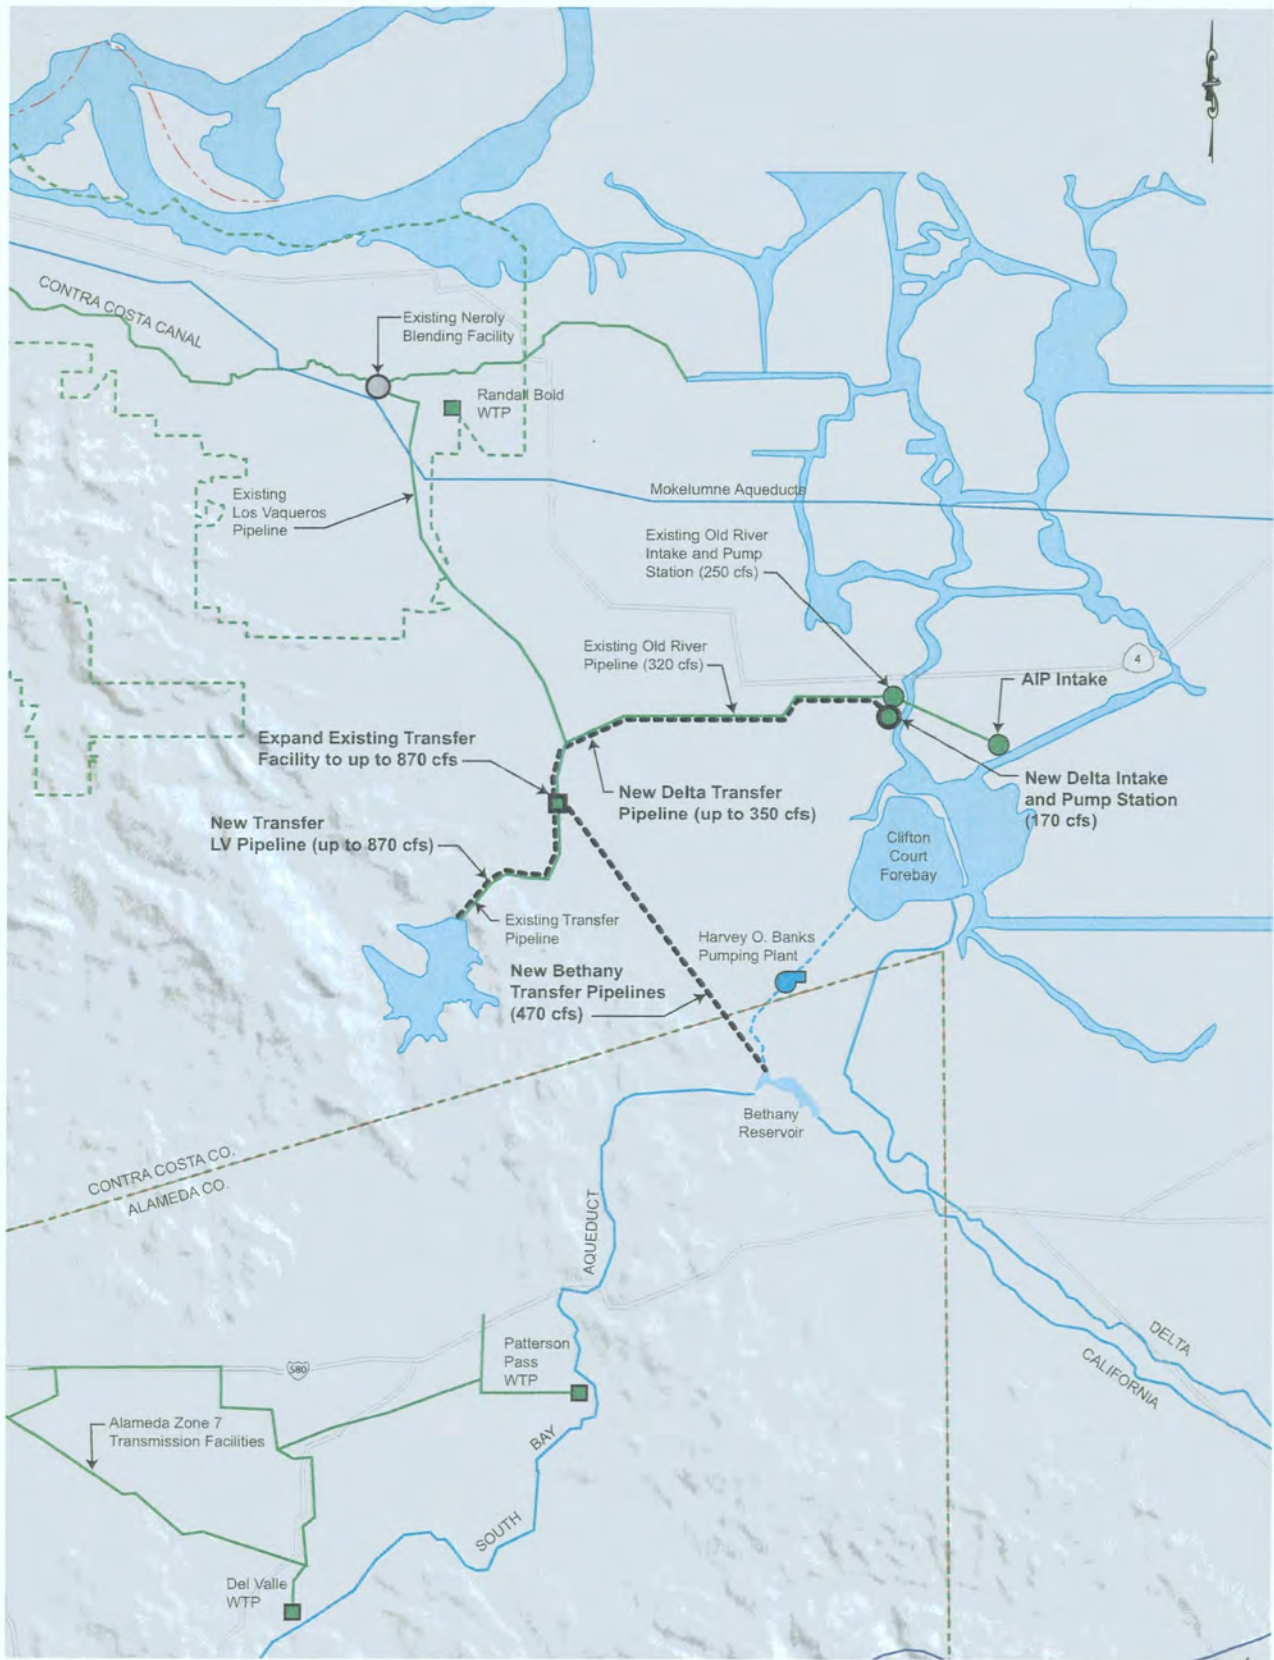 CONTRA COSTA CANAL
Existing Neroly
Blending Facility
Randall Bold
WTP
Existing
Los Vaqueros
Pipeline
Mokelumne Aqueducts
Existing Old River
Intake and Pump
Station (250 cfs)
Existing Old River
Pipeline (320 cfs)
4
AIP Intake
Expand Existing Transfer
Facility to up to 870 cfs
New Delta Transfer
Pipeline (up to 350 cfs)
New Delta Intake
and Pump Station
(170 cfs)
New Transfer
LV Pipeline (up to 870 cfs)
Clifton
Court
Forebay
Existing Transfer
Pipeline
Harvey O. Banks
Pumping Plant
New Bethany
Transfer Pipelines
(470 cfs)
Bethany
Reservoir
CONTRA COSTA CO.
ALAMEDA CO.
AQUEDUCT
DELTA
CALIFORNIA
Patterson
Pass
WTP
580
Alameda Zone 7
Transmission Facilities
BAY
SOUTH
Del Valle
WTP